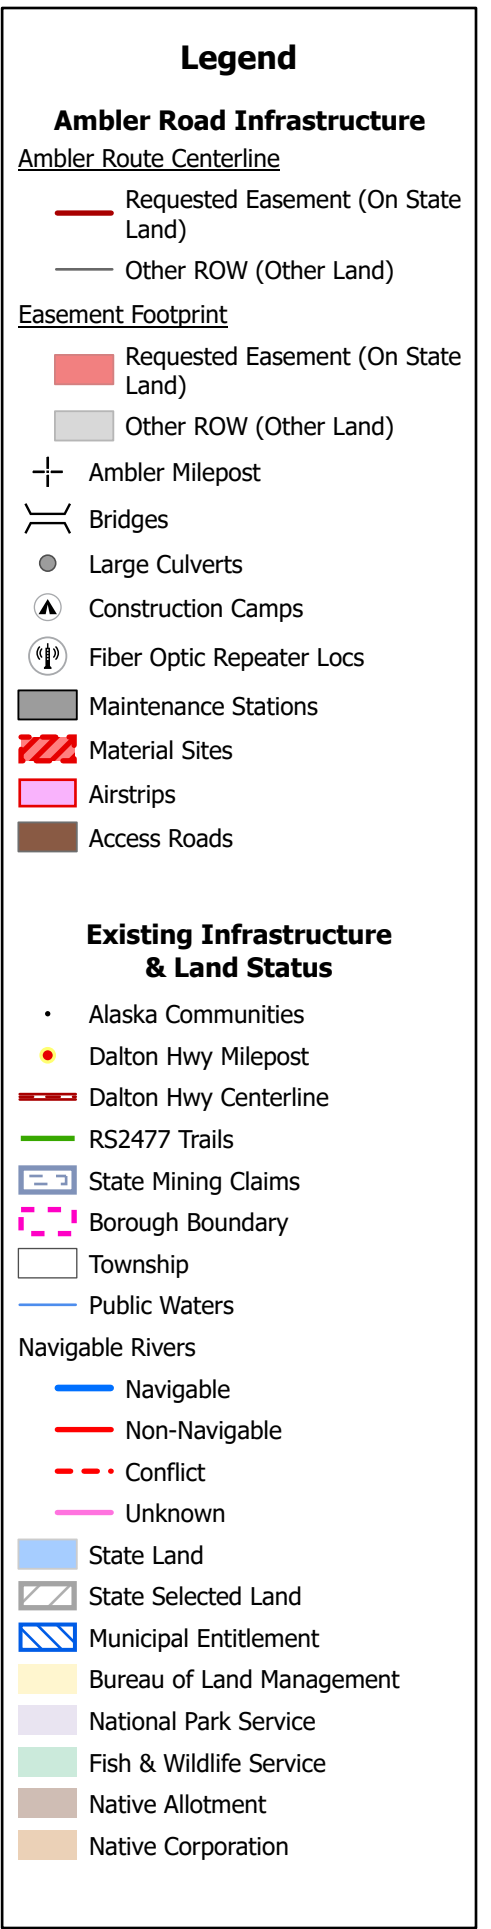 Legend
Ambler Road Infrastructure
Ambler Route Centerline
Requested Easement (On State
Land)
Other ROW (Other Land)
Easement Footprint
Requested Easement (On State
Land)
Other ROW (Other Land)
Ambler Milepost
Bridges
Large Culverts
Construction Camps
Fiber Optic Repeater Locs
Maintenance Stations
Material Sites
Airstrips
Access Roads
Existing Infrastructure
& Land Status
Alaska Communities
Dalton Hwy Milepost
Dalton Hwy Centerline
RS2477 Trails
State Mining Claims
Borough Boundary
Township
Public Waters
Navigable Rivers
Navigable
Non-Navigable
Conflict
Unknown
State Land
State Selected Land
Municipal Entitlement
Bureau of Land Management
National Park Service
Fish & Wildlife Service
Native Allotment
Native Corporation